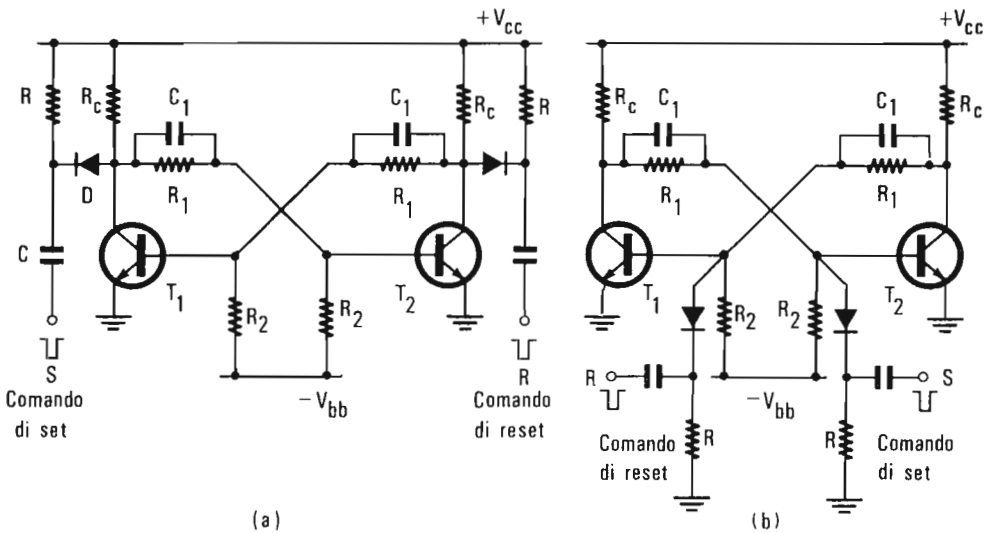 +Vcc
+Vcc
R
Rc
C1
C1
Rc
R
Rc
C1
C1
Rc
D
R1
R1
R1
R1
C
T1
T2
T1
T2
R2
R2
R2
R2
S
R
R
S
−Vbb
−Vbb
Comando
di set
Comando
di reset
Comando
di reset
R
R
Comando
di set
(a)
(b)